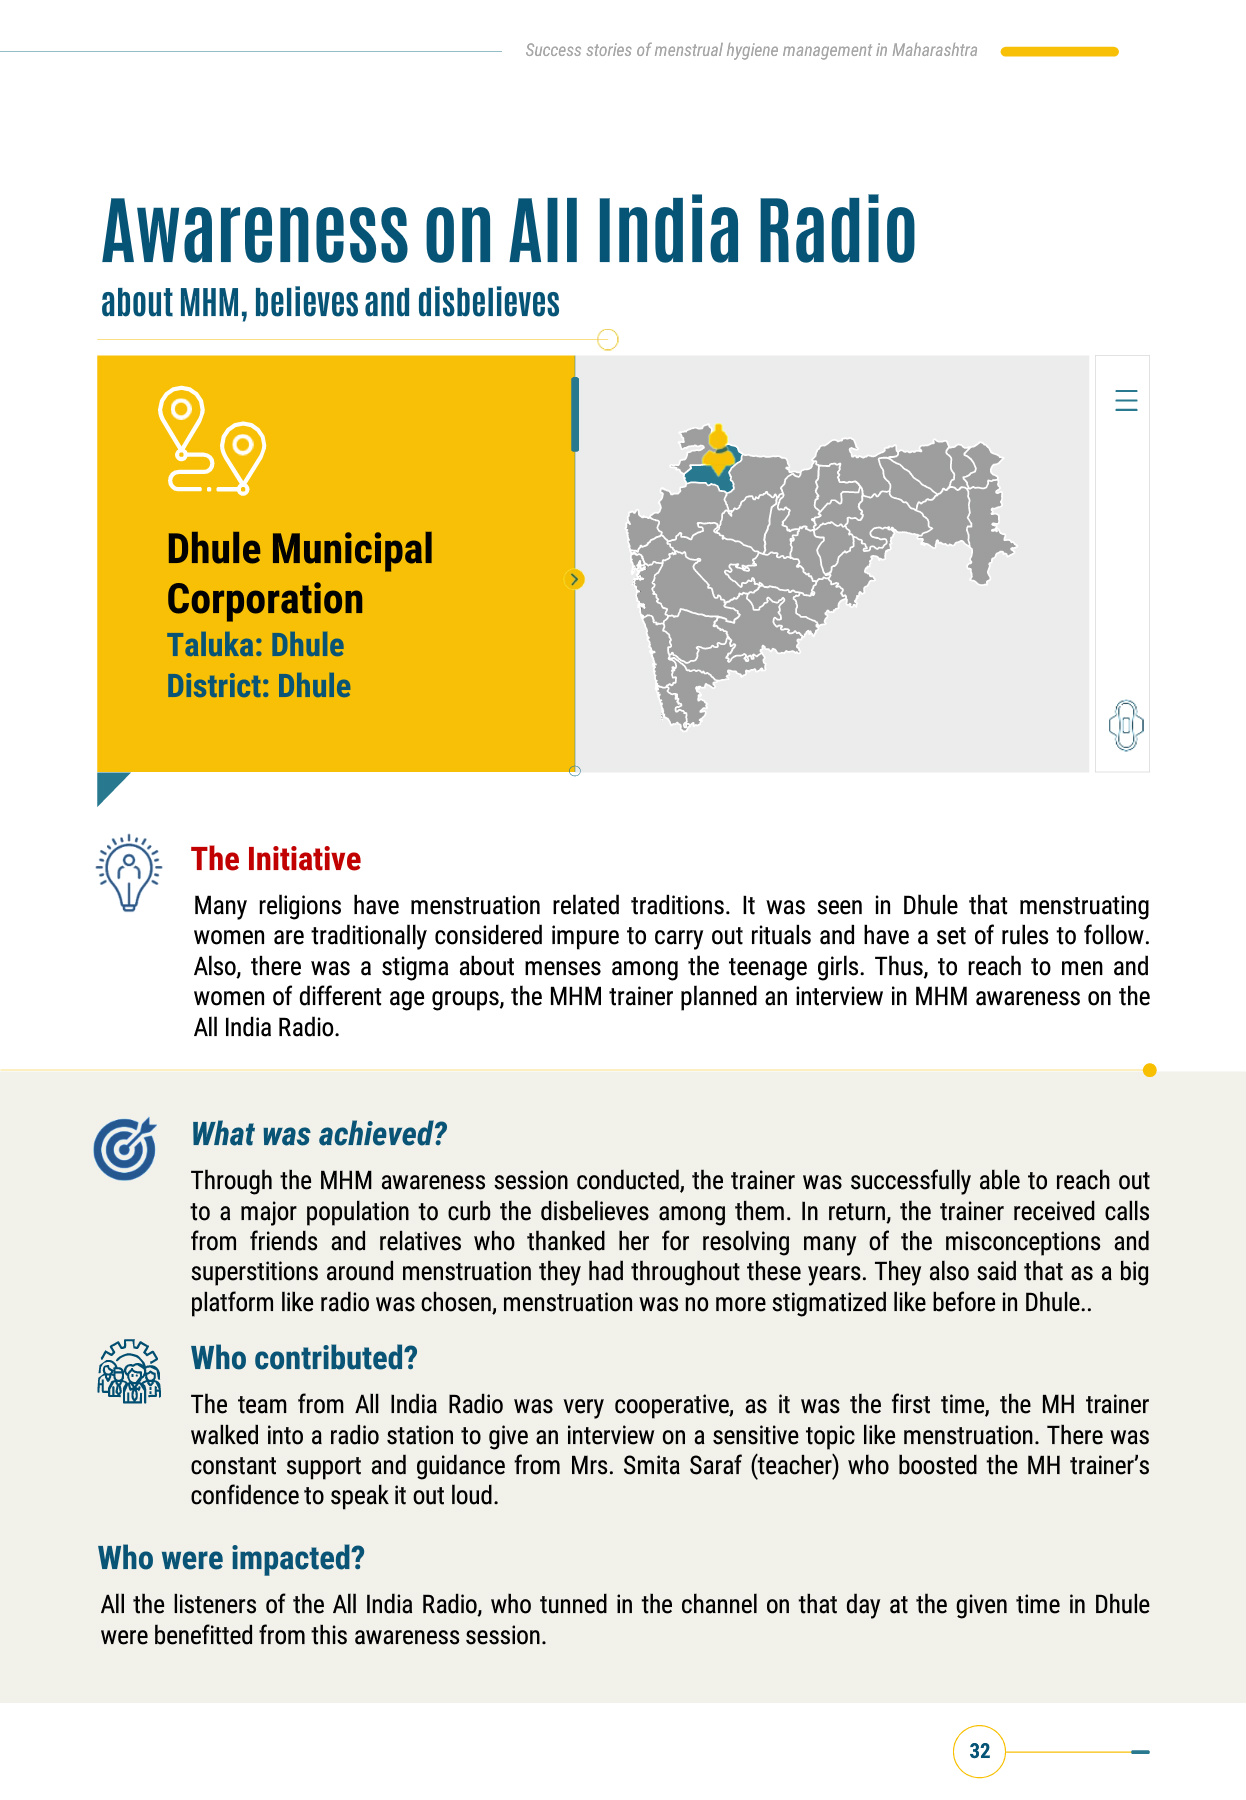 Success stories of menstrual hygiene management in Maharashtra
Awareness on All India Radio
about MHM, believes and disbelieves
Dhule Municipal
Corporation
Taluka: Dhule
District: Dhule
The Initiative
Many religions have menstruation related traditions. It was seen in Dhule that menstruating
women are traditionally considered impure to carry out rituals and have a set of rules to follow.
Also, there was a stigma about menses among the teenage girls. Thus, to reach to men and
women of different age groups, the MHM trainer planned an interview in MHM awareness on the
All India Radio.
What was achieved?
Through the MHM awareness session conducted, the trainer was successfully able to reach out
to a major population to curb the disbelieves among them. In return, the trainer received calls
from friends and relatives who thanked her for resolving many of the misconceptions and
superstitions around menstruation they had throughout these years. They also said that as a big
platform like radio was chosen, menstruation was no more stigmatized like before in Dhule..
Who contributed?
The team from All India Radio was very cooperative, as it was the first time, the MH trainer
walked into a radio station to give an interview on a sensitive topic like menstruation. There was
constant support and guidance from Mrs. Smita Saraf (teacher) who boosted the MH trainer's
confidence to speak it out loud.
Who were impacted?
All the listeners of the All India Radio, who tunned in the channel on that day at the given time in Dhule
were benefitted from this awareness session.
32